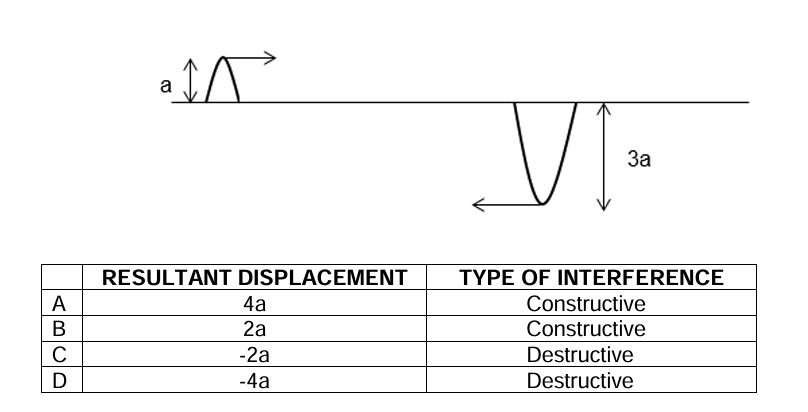 a
3a
RESULTANT DISPLACEMENT TYPE OF INTERFERENCE
A 4a Constructive
B 2a Constructive
C -2a Destructive
D -4a Destructive